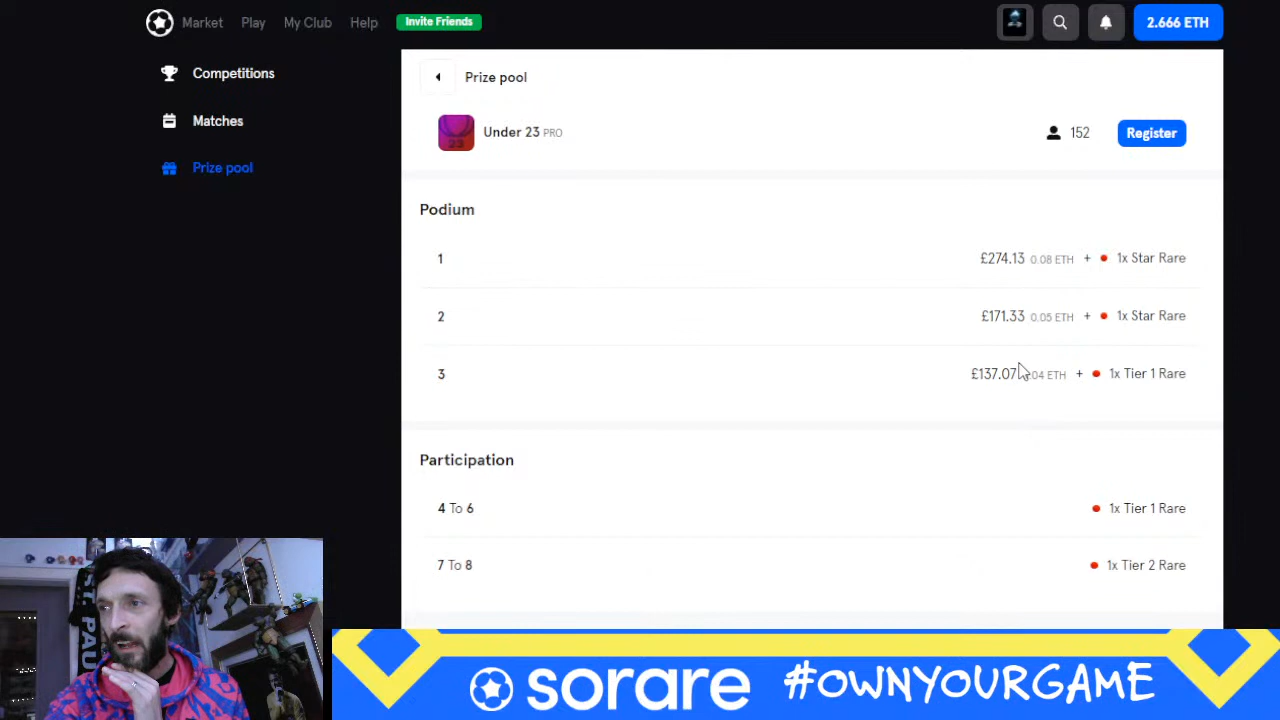 Market Play My Club Help Invite Friends 2.666 ETH
Competitions
Matches
Prize pool
Prize pool
Under 23 PRO 152 Register
Podium
1 £274.13 0.08 ETH + 1x Star Rare
2 £171.33 0.05 ETH + 1x Star Rare
3 £137.07 .04 ETH + 1x Tier 1 Rare
Participation
4 To 6 1x Tier 1 Rare
7 To 8 1x Tier 2 Rare
ST. PAU
sorare #OWNYOURGAME